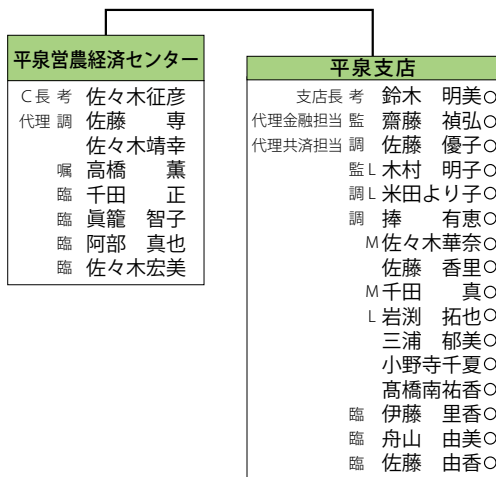 平泉営農経済センター
C長 考 佐々木征彦
代理 調 佐藤　　専
佐々木靖幸
嘱 高橋　　薫
臨 千田　　正
臨 眞籠　智子
臨 阿部　真也
臨 佐々木宏美
平泉支店
支店長 考 鈴木　明美○
代理金融担当 監 齋藤　禎弘○
代理共済担当 調 佐藤　優子○
監L 木村　明子○
調L 米田より子○
調 捧　　有恵○
M 佐々木華奈○
佐藤　香里○
M 千田　　真○
L 岩渕　拓也○
三浦　郁美○
小野寺千夏○
髙橋南祐香○
臨 伊藤　里香○
臨 舟山　由美○
臨 佐藤　由香○